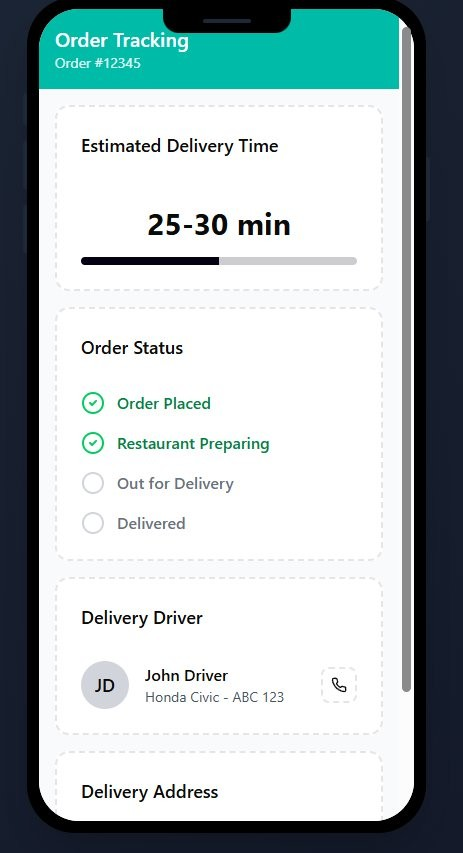 Order Tracking
Order #12345
Estimated Delivery Time
25-30 min
Order Status
Order Placed
Restaurant Preparing
Out for Delivery
Delivered
Delivery Driver
JD
John Driver
Honda Civic - ABC 123
Delivery Address